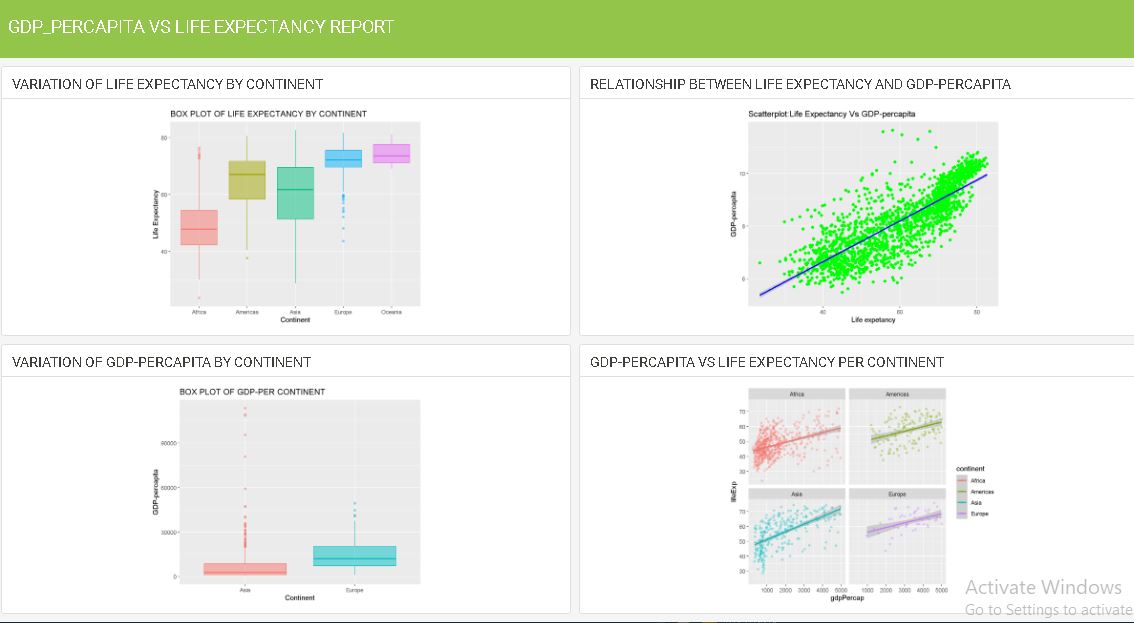 GDP_PERCAPITA VS LIFE EXPECTANCY REPORT
VARIATION OF LIFE EXPECTANCY BY CONTINENT
BOX PLOT OF LIFE EXPECTANCY BY CONTINENT
Life Expectancy
80
60
40
Africa Americas Asia Europe Oceania
Continent
RELATIONSHIP BETWEEN LIFE EXPECTANCY AND GDP-PERCAPITA
Scatterplot:Life Expectancy Vs GDP-percapita
GDP-percapita
10
8
6
40 60 80
Life expetancy
VARIATION OF GDP-PERCAPITA BY CONTINENT
BOX PLOT OF GDP-PER CONTINENT
GDP-percapita
90000
60000
30000
0
Asia Europe
Continent
GDP-PERCAPITA VS LIFE EXPECTANCY PER CONTINENT
Africa Americas
70
60
50
40
30
lifeExp
Asia Europe
70
60
50
40
30
1000 2000 3000 4000 5000 1000 2000 3000 4000 5000
gdpPercap
continent
Africa
Americas
Asia
Europe
Activate Windows
Go to Settings to activate